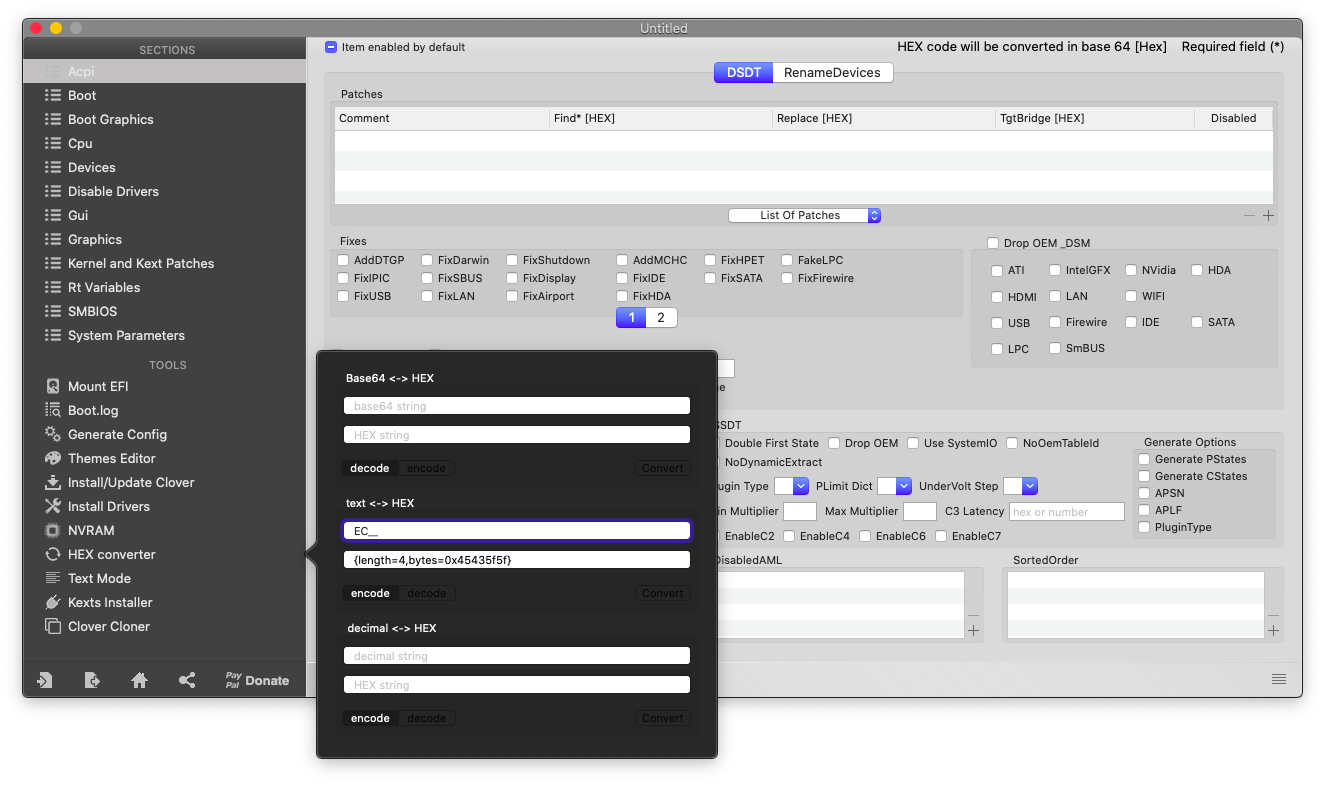 Untitled
SECTIONS
Acpi
Boot
Boot Graphics
Cpu
Devices
Disable Drivers
Gui
Graphics
Kernel and Kext Patches
Rt Variables
SMBIOS
System Parameters
TOOLS
Mount EFI
Boot.log
Generate Config
Themes Editor
Install/Update Clover
Install Drivers
NVRAM
HEX converter
Text Mode
Kexts Installer
Clover Cloner
Pay
Pal Donate
Item enabled by default
HEX code will be converted in base 64 [Hex] Required field (*)
DSDT RenameDevices
Patches
Comment Find* [HEX] Replace [HEX] TgtBridge [HEX] Disabled
List Of Patches
Fixes
AddDTGP FixDarwin FixShutdown AddMCHC FixHPET FakeLPC
FixIPIC FixSBUS FixDisplay FixIDE FixSATA FixFirewire
FixUSB FixLAN FixAirport FixHDA
1 2
Drop OEM _DSM
ATI IntelGFX NVidia HDA
HDMI LAN WIFI
USB Firewire IDE SATA
LPC SmBUS
Base64 <-> HEX
base64 string
HEX string
decode encode Convert
text <-> HEX
EC__
{length=4,bytes=0x45435f5f}
encode decode Convert
decimal <-> HEX
decimal string
HEX string
encode decode Convert
ne
SSDT
Double First State Drop OEM Use SystemIO NoOemTableId
NoDynamicExtract
ugin Type PLimit Dict UnderVolt Step
in Multiplier Max Multiplier C3 Latency hex or number
EnableC2 EnableC4 EnableC6 EnableC7
Generate Options
Generate PStates
Generate CStates
APSN
APLF
PluginType
DisabledAML
SortedOrder